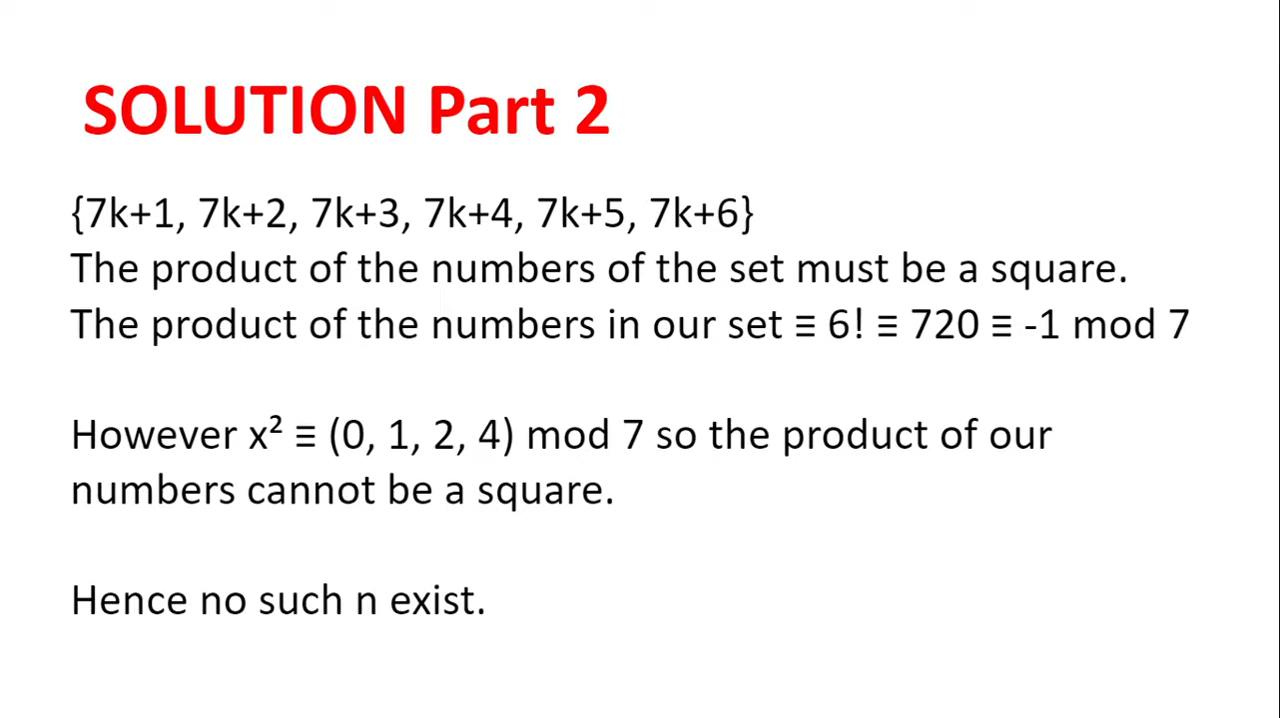 SOLUTION Part 2
{7k+1, 7k+2, 7k+3, 7k+4, 7k+5, 7k+6}
The product of the numbers of the set must be a square.
The product of the numbers in our set ≡ 6! ≡ 720 ≡ -1 mod 7
However x² ≡ (0, 1, 2, 4) mod 7 so the product of our
numbers cannot be a square.
Hence no such n exist.